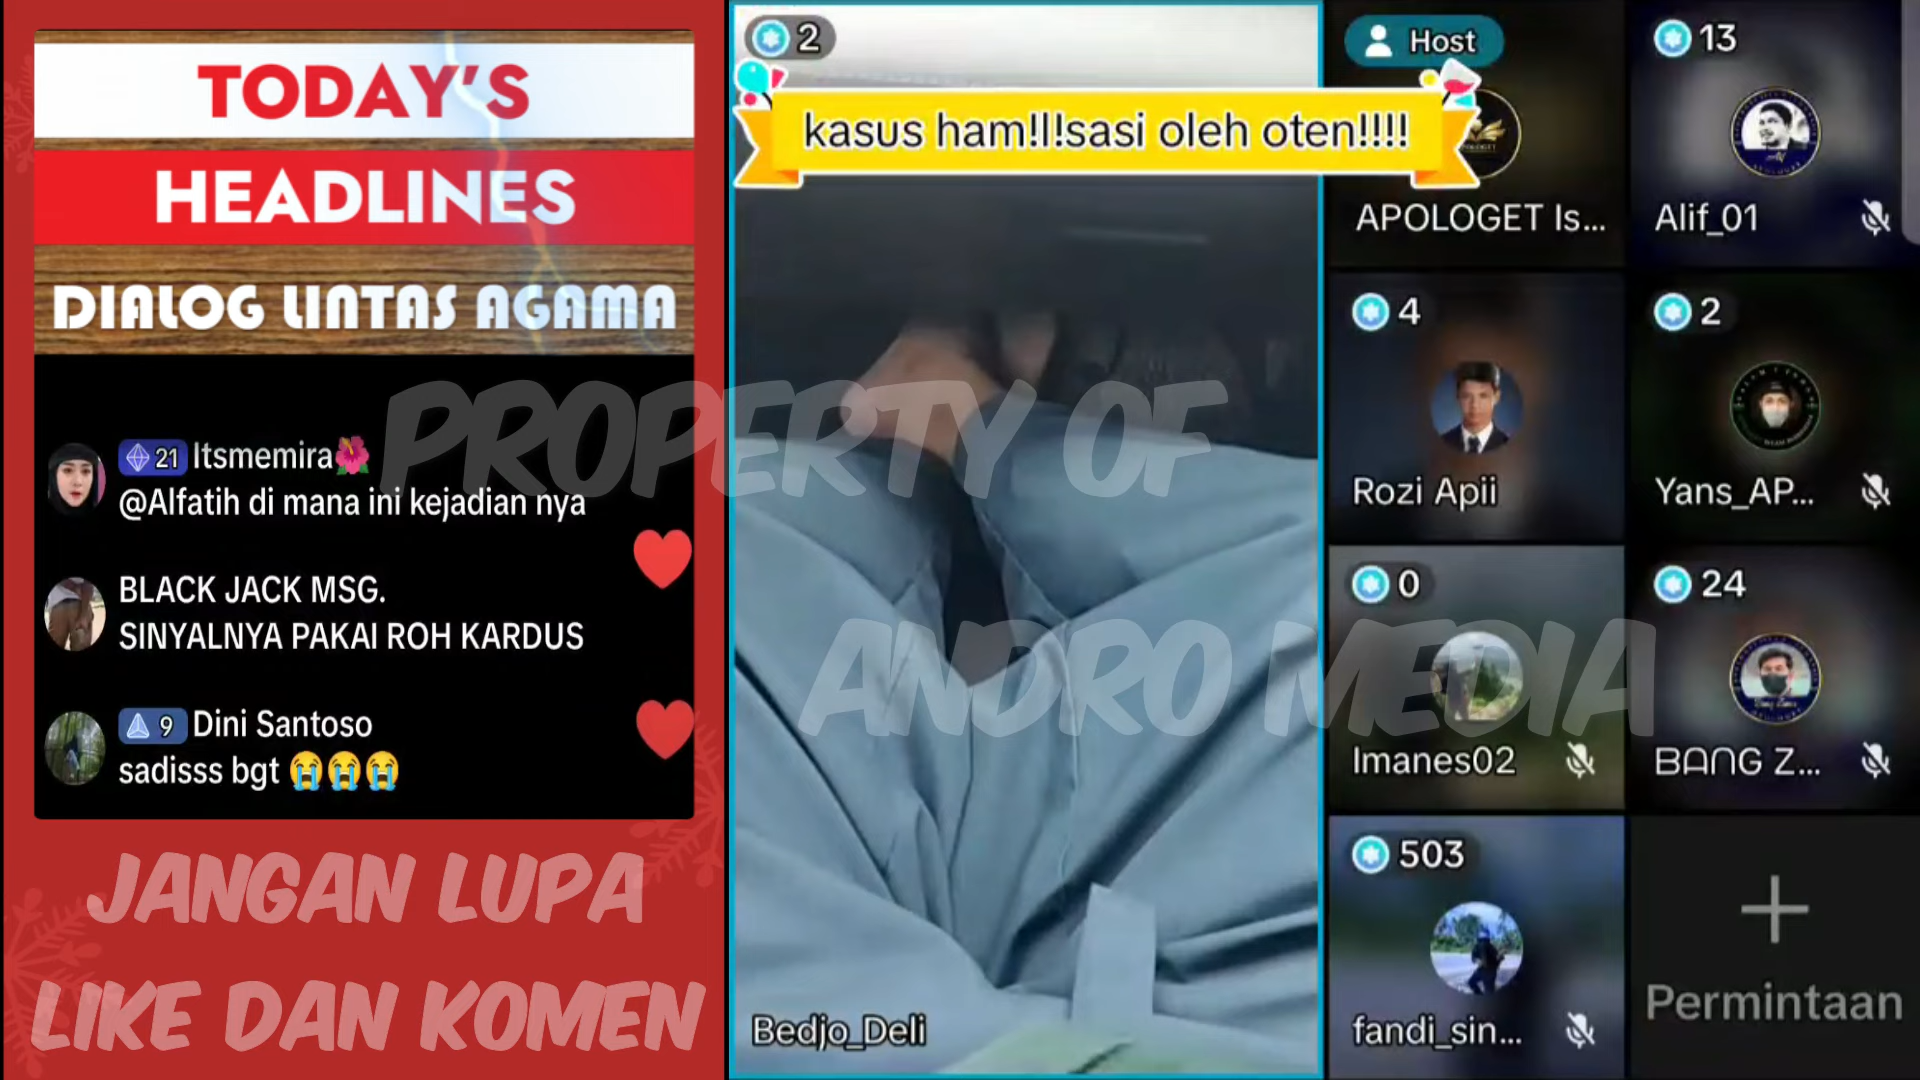 TODAY'S
HEADLINES
DIALOG LINTAS AGAMA
21 Itsmemira
@Alfatih di mana ini kejadian nya
BLACK JACK MSG.
SINYALNYA PAKAI ROH KARDUS
9 Dini Santoso
sadisss bgt
JANGAN LUPA
LIKE DAN KOMEN
PROPERTY OF
ANDRO MEDIA
2
kasus ham!l!sasi oleh oten!!!!
Bedjo_Deli
Host
APOLOGET Is...
13
Alif_01
4
Rozi Apii
2
Yans_AP...
0
Imanes02
24
BANG Z...
503
fandi_sin...
Permintaan